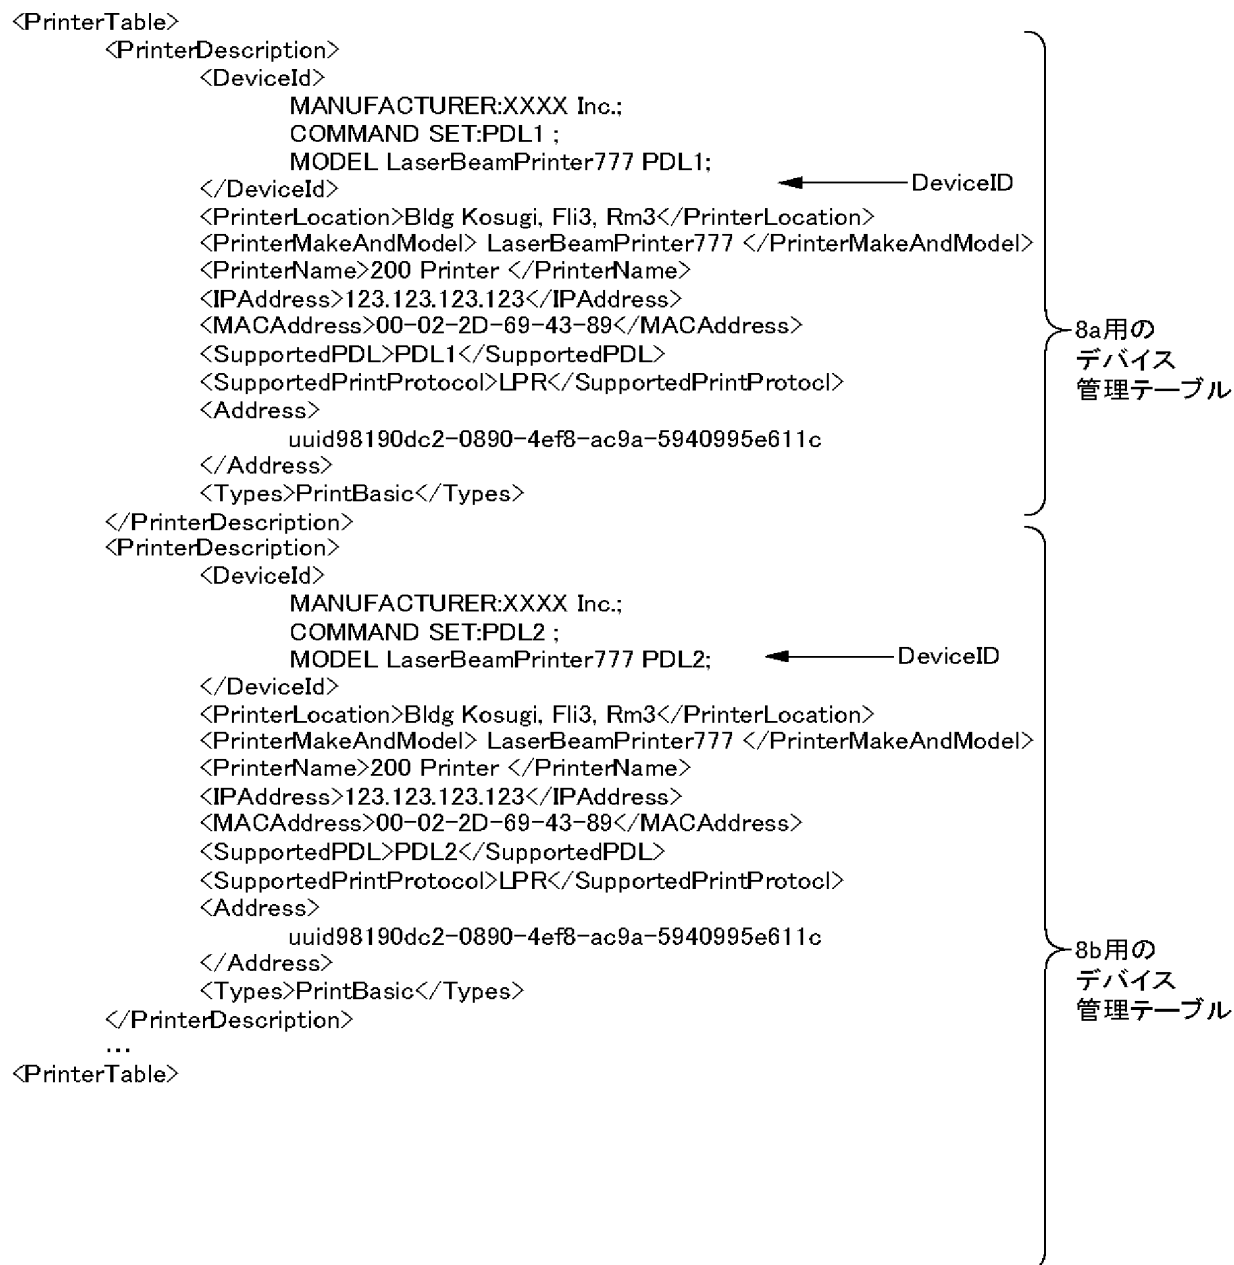 <PrinterTable>
<PrinterDescription>
<DeviceId>
MANUFACTURER:XXXX Inc.;
COMMAND SET:PDL1 ;
MODEL LaserBeamPrinter777 PDL1;
DeviceID
</DeviceId>
<PrinterLocation>Bldg Kosugi, Fli3, Rm3</PrinterLocation>
<PrinterMakeAndModel> LaserBeamPrinter777 </PrinterMakeAndModel>
<PrinterName>200 Printer </PrinterName>
<IPAddress>123.123.123.123</IPAddress>
<MACAddress>00-02-2D-69-43-89</MACAddress>
<SupportedPDL>PDL1</SupportedPDL>
<SupportedPrintProtocol>LPR</SupportedPrintProtocl>
<Address>
uuid98190dc2-0890-4ef8-ac9a-5940995e611c
</Address>
<Types>PrintBasic</Types>
</PrinterDescription>
8a用の
デバイス
管理テーブル
<PrinterDescription>
<DeviceId>
MANUFACTURER:XXXX Inc.;
COMMAND SET:PDL2 ;
MODEL LaserBeamPrinter777 PDL2;
DeviceID
</DeviceId>
<PrinterLocation>Bldg Kosugi, Fli3, Rm3</PrinterLocation>
<PrinterMakeAndModel> LaserBeamPrinter777 </PrinterMakeAndModel>
<PrinterName>200 Printer </PrinterName>
<IPAddress>123.123.123.123</IPAddress>
<MACAddress>00-02-2D-69-43-89</MACAddress>
<SupportedPDL>PDL2</SupportedPDL>
<SupportedPrintProtocol>LPR</SupportedPrintProtocl>
<Address>
uuid98190dc2-0890-4ef8-ac9a-5940995e611c
</Address>
<Types>PrintBasic</Types>
</PrinterDescription>
...
<PrinterTable>
8b用の
デバイス
管理テーブル